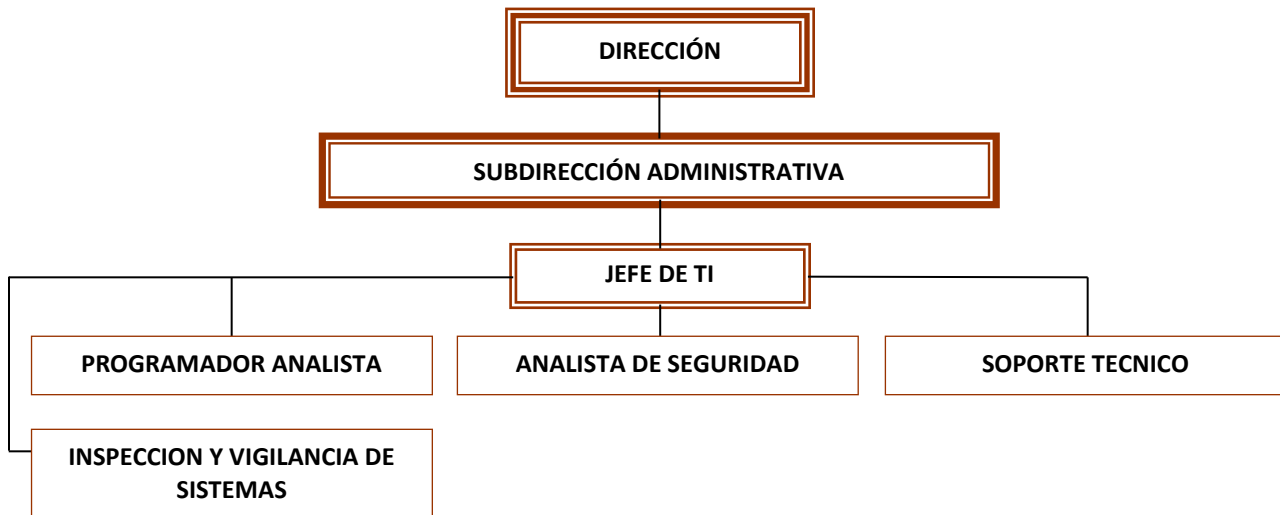 DIRECCIÓN
SUBDIRECCIÓN ADMINISTRATIVA
JEFE DE TI
PROGRAMADOR ANALISTA
ANALISTA DE SEGURIDAD
SOPORTE TECNICO
INSPECCION Y VIGILANCIA DE
SISTEMAS